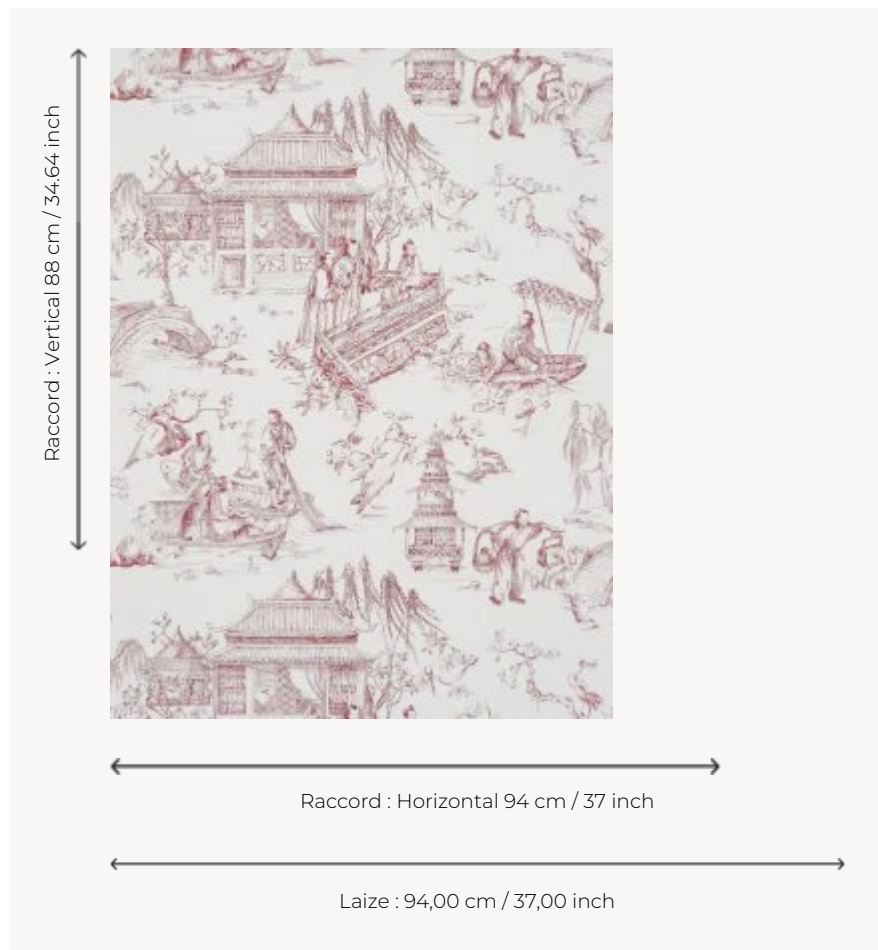 Raccord : Vertical 88 cm / 34.64 inch
Raccord : Horizontal 94 cm / 37 inch
Laize : 94,00 cm / 37,00 inch